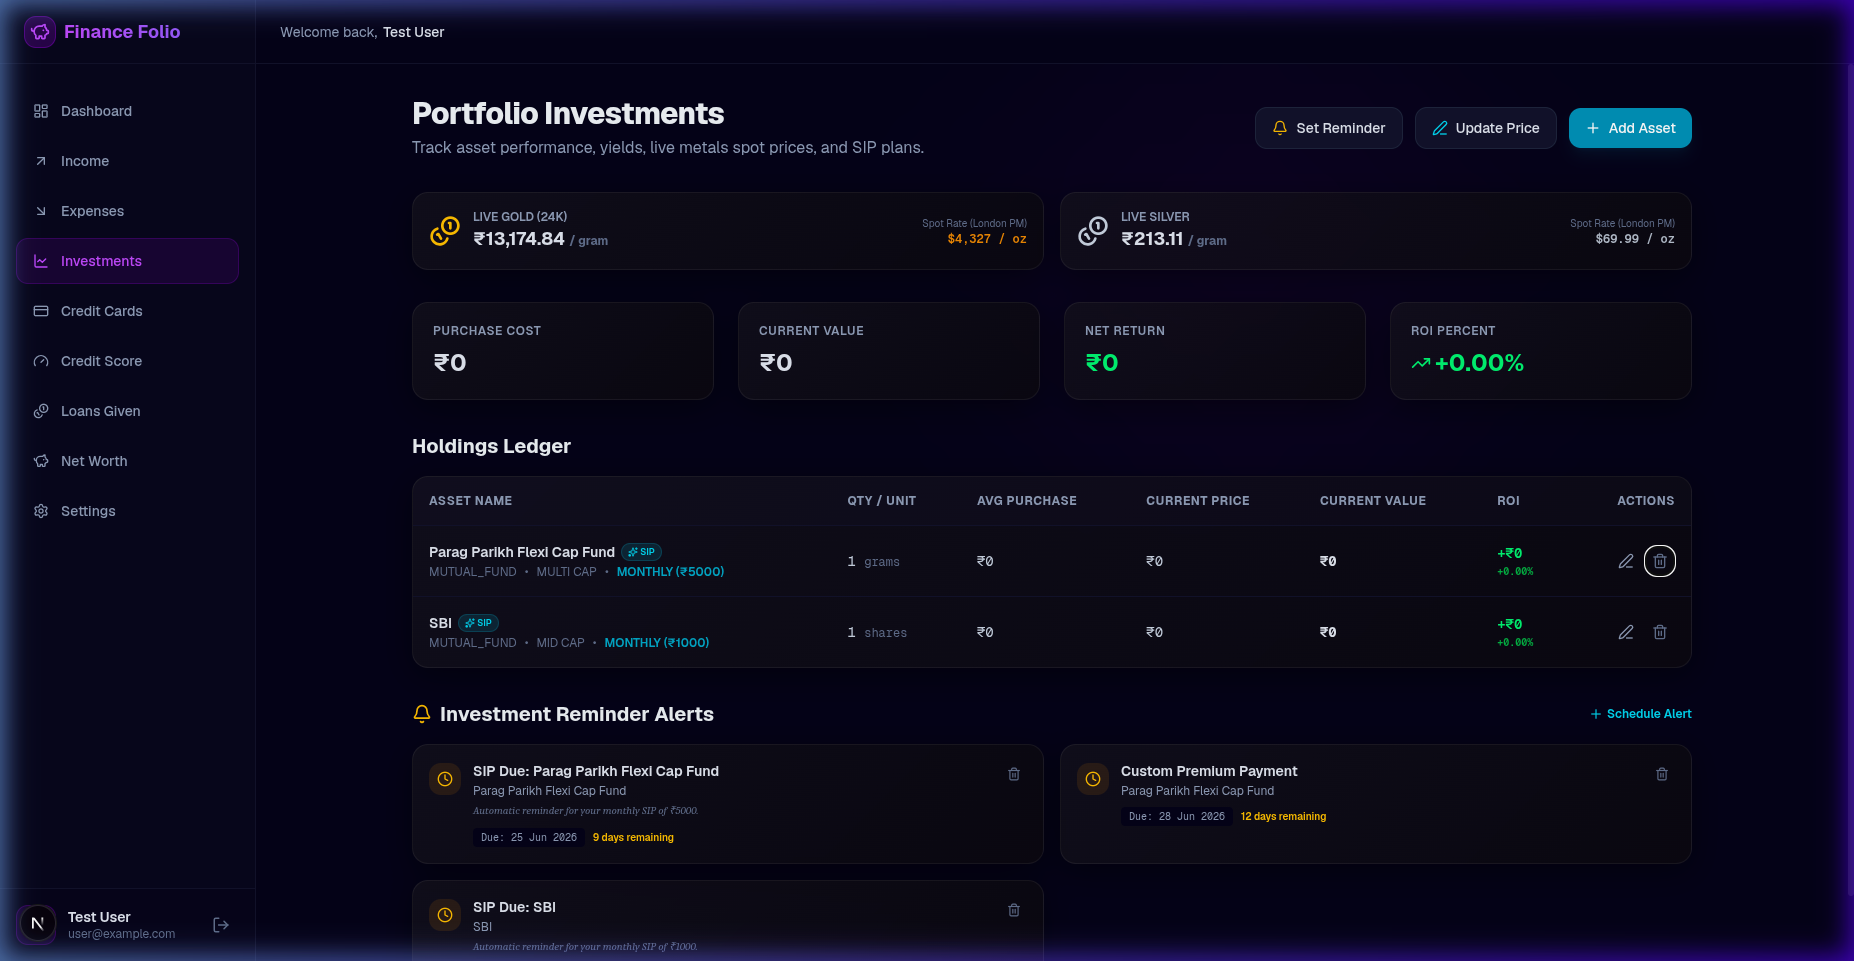 Finance Folio
Welcome back, Test User
Dashboard
Income
Expenses
Investments
Credit Cards
Credit Score
Loans Given
Net Worth
Settings
Portfolio Investments
Track asset performance, yields, live metals spot prices, and SIP plans.
Set Reminder
Update Price
Add Asset
LIVE GOLD (24K)
₹13,174.84 / gram
Spot Rate (London PM)
$4,327 / oz
LIVE SILVER
₹213.11 / gram
Spot Rate (London PM)
$69.99 / oz
PURCHASE COST
₹0
CURRENT VALUE
₹0
NET RETURN
₹0
ROI PERCENT
+0.00%
Holdings Ledger
ASSET NAME QTY / UNIT AVG PURCHASE CURRENT PRICE CURRENT VALUE ROI ACTIONS
Parag Parikh Flexi Cap Fund SIP
MUTUAL_FUND • MULTI CAP • MONTHLY (₹5000)
1 grams ₹0 ₹0 ₹0
+₹0
+0.00%
SBI SIP
MUTUAL_FUND • MID CAP • MONTHLY (₹1000)
1 shares ₹0 ₹0 ₹0
+₹0
+0.00%
Investment Reminder Alerts
Schedule Alert
SIP Due: Parag Parikh Flexi Cap Fund
Parag Parikh Flexi Cap Fund
Automatic reminder for your monthly SIP of ₹5000.
Due: 25 Jun 2026 9 days remaining
Custom Premium Payment
Parag Parikh Flexi Cap Fund
Due: 28 Jun 2026 12 days remaining
SIP Due: SBI
SBI
Automatic reminder for your monthly SIP of ₹1000.
N
Test User
user@example.com